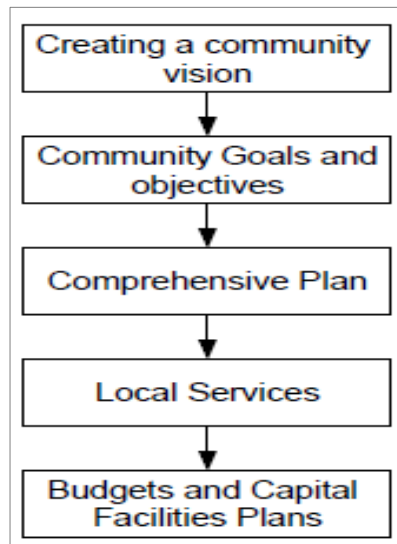 Creating a community
vision
Community Goals and
objectives
Comprehensive Plan
Local Services
Budgets and Capital
Facilities Plans